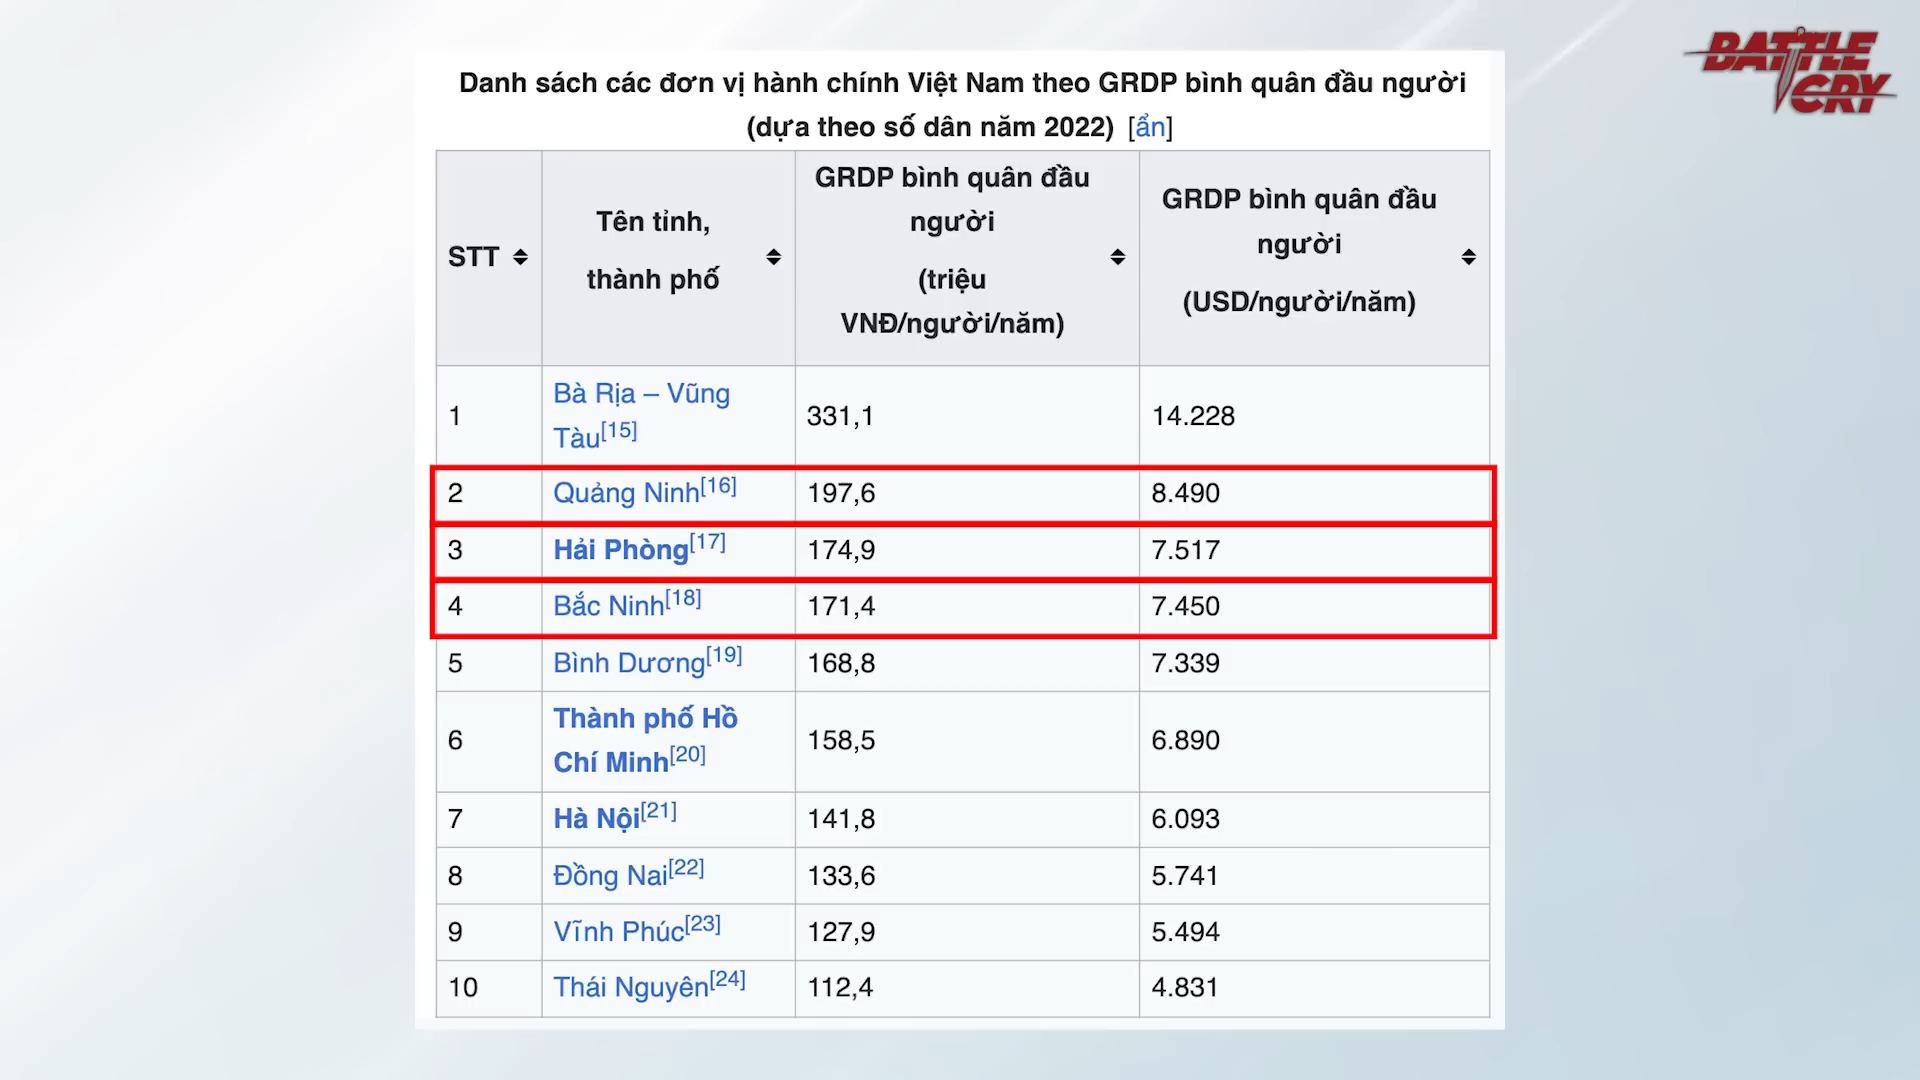 BATTLE
CRY
Danh sách các đơn vị hành chính Việt Nam theo GRDP bình quân đầu người
(dựa theo số dân năm 2022) [ẩn]
STT
Tên tỉnh,
thành phố
GRDP bình quân đầu
người
(triệu
VNĐ/người/năm)
GRDP bình quân đầu
người
(USD/người/năm)
1 Bà Rịa – Vũng
Tàu[15] 331,1 14.228
2 Quảng Ninh[16] 197,6 8.490
3 Hải Phòng[17] 174,9 7.517
4 Bắc Ninh[18] 171,4 7.450
5 Bình Dương[19] 168,8 7.339
6 Thành phố Hồ
Chí Minh[20] 158,5 6.890
7 Hà Nội[21] 141,8 6.093
8 Đồng Nai[22] 133,6 5.741
9 Vĩnh Phúc[23] 127,9 5.494
10 Thái Nguyên[24] 112,4 4.831